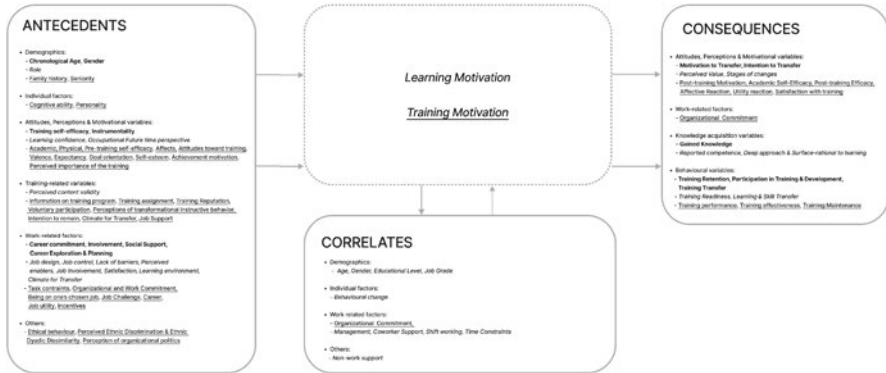 ANTECEDENTS
• Demographics:
- Chronological Age, Gender
- Role
- Family history, Seniority
• Individual factors:
- Cognitive ability, Personality
• Attitudes, Perceptions & Motivational variables:
- Training self-efficacy, Instrumentality
- Learning confidence, Occupational Future time perspective
- Academic, Physical, Pre-training self-efficacy, Affects, Attitudes toward training,
Valence, Expectancy, Goal orientation, Self-esteem, Achievement motivation,
Perceived importance of the training
• Training-related variables:
- Perceived content validity
- Information on training program, Training assignment, Training Reputation,
Voluntary participation, Perceptions of transformational instructive behavior,
Intention to remain, Climate for Transfer, Job Support
• Work-related factors:
- Career commitment, Involvement, Social Support,
Career Exploration & Planning
- Job design, Job control, Lack of barriers, Perceived
enablers, Job Involvement, Satisfaction, Learning environment,
Climate for Transfer
- Task contraints, Organizational and Work Commitment,
Being on one's chosen job, Job Challenge, Career,
Job utility, Incentives
• Others:
- Ethical behaviour, Perceived Ethnic Discrimination & Ethnic
Dyadic Dissimilarity, Perception of organizational politics
Learning Motivation
Training Motivation
CORRELATES
• Demographics:
- Age, Gender, Educational Level, Job Grade
• Individual factors:
- Behavioural change
• Work related factors:
- Organizational Commitment,
- Management, Coworker Support, Shift working, Time Constraints
• Others:
- Non-work support
CONSEQUENCES
• Attitudes, Perceptions & Motivational variables:
- Motivation to Transfer, Intention to Transfer
- Perceived Value, Stages of changes
- Post-training Motivation, Academic Self-Efficacy, Post-training Efficacy,
Affective Reaction, Utility reaction, Satisfaction with training
• Work-related factors:
- Organizational Commitment
• Knowledge acquisition variables:
- Gained Knowledge
- Reported competence, Deep approach & Surface-rational to learning
• Behavioural variables:
- Training Retention, Participation in Training & Development,
Training Transfer
- Training Readiness, Learning & Skill Transfer
- Training performance, Training effectiveness, Training Maintenance